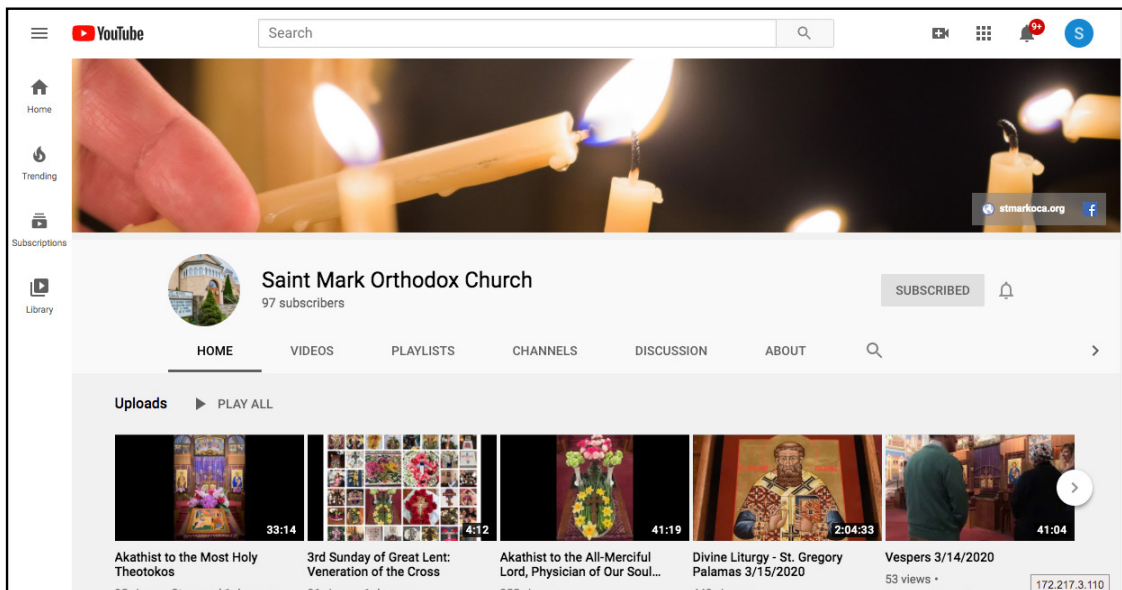 YouTube
Search
9+
S
Home
Trending
Subscriptions
Library
stmarkoca.org
Saint Mark Orthodox Church
97 subscribers
SUBSCRIBED
HOME VIDEOS PLAYLISTS CHANNELS DISCUSSION ABOUT
Uploads PLAY ALL
33:14 4:12 41:19 2:04:33 41:04
Akathist to the Most Holy
Theotokos
3rd Sunday of Great Lent:
Veneration of the Cross
Akathist to the All-Merciful
Lord, Physician of Our Soul...
Divine Liturgy - St. Gregory
Palamas 3/15/2020
Vespers 3/14/2020
53 views •
172.217.3.110